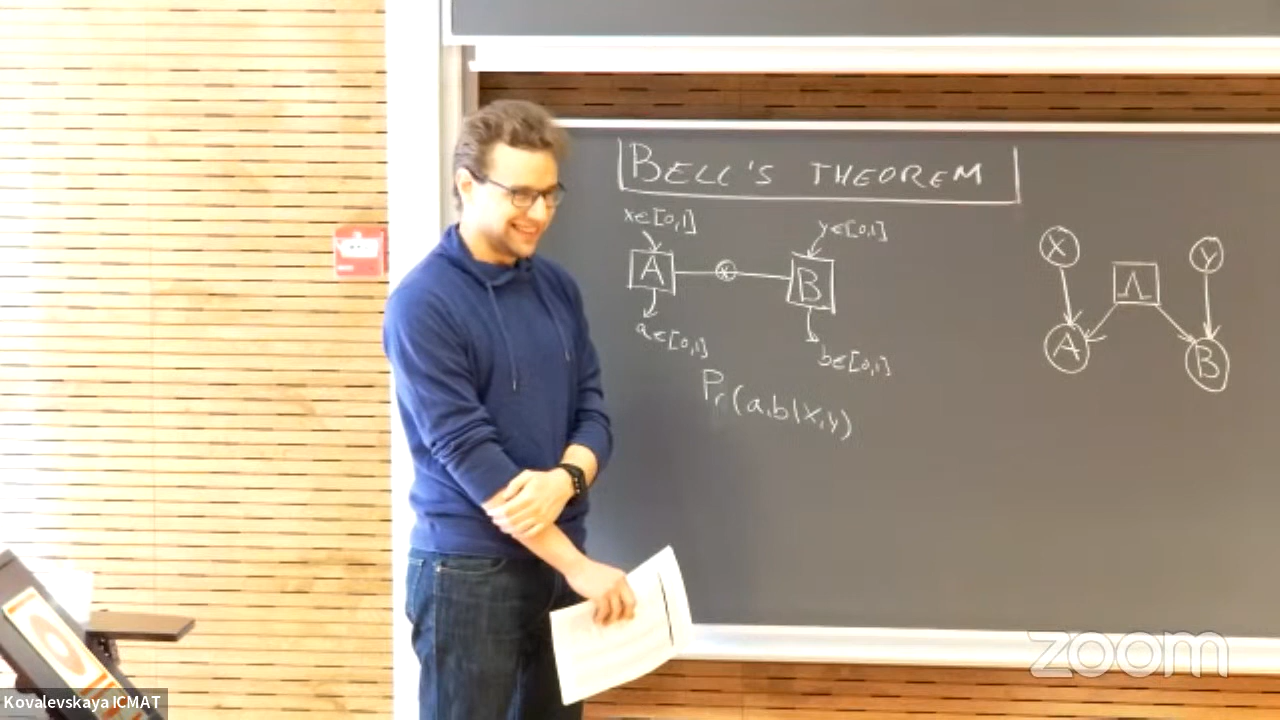 BELL'S THEOREM
x∈[0,1]
y∈[0,1]
X
Y
A
B
Λ
a∈[0,1]
b∈[0,1]
A
B
Pr(a,b|x,y)
zoom
Kovalevskaya ICMAT